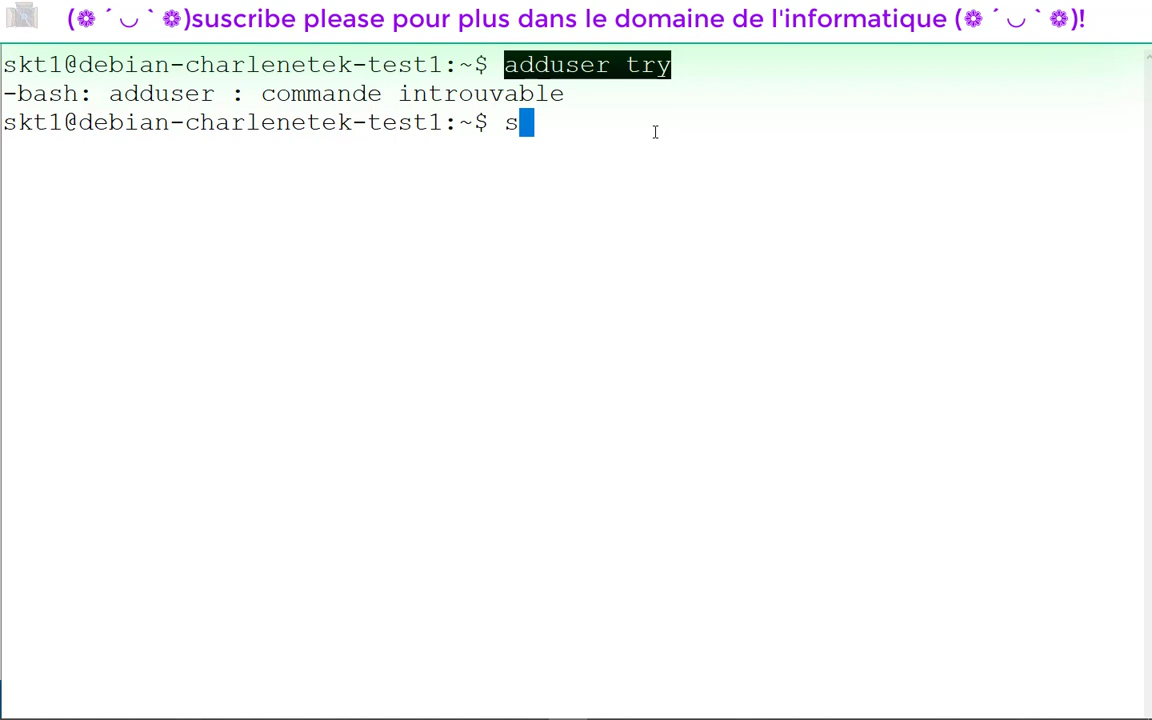 (❁´◡`❁)suscribe please pour plus dans le domaine de l'informatique (❁´◡`❁)!
skt1@debian-charlenetek-test1:~$ adduser try
-bash: adduser : commande introuvable
skt1@debian-charlenetek-test1:~$ s